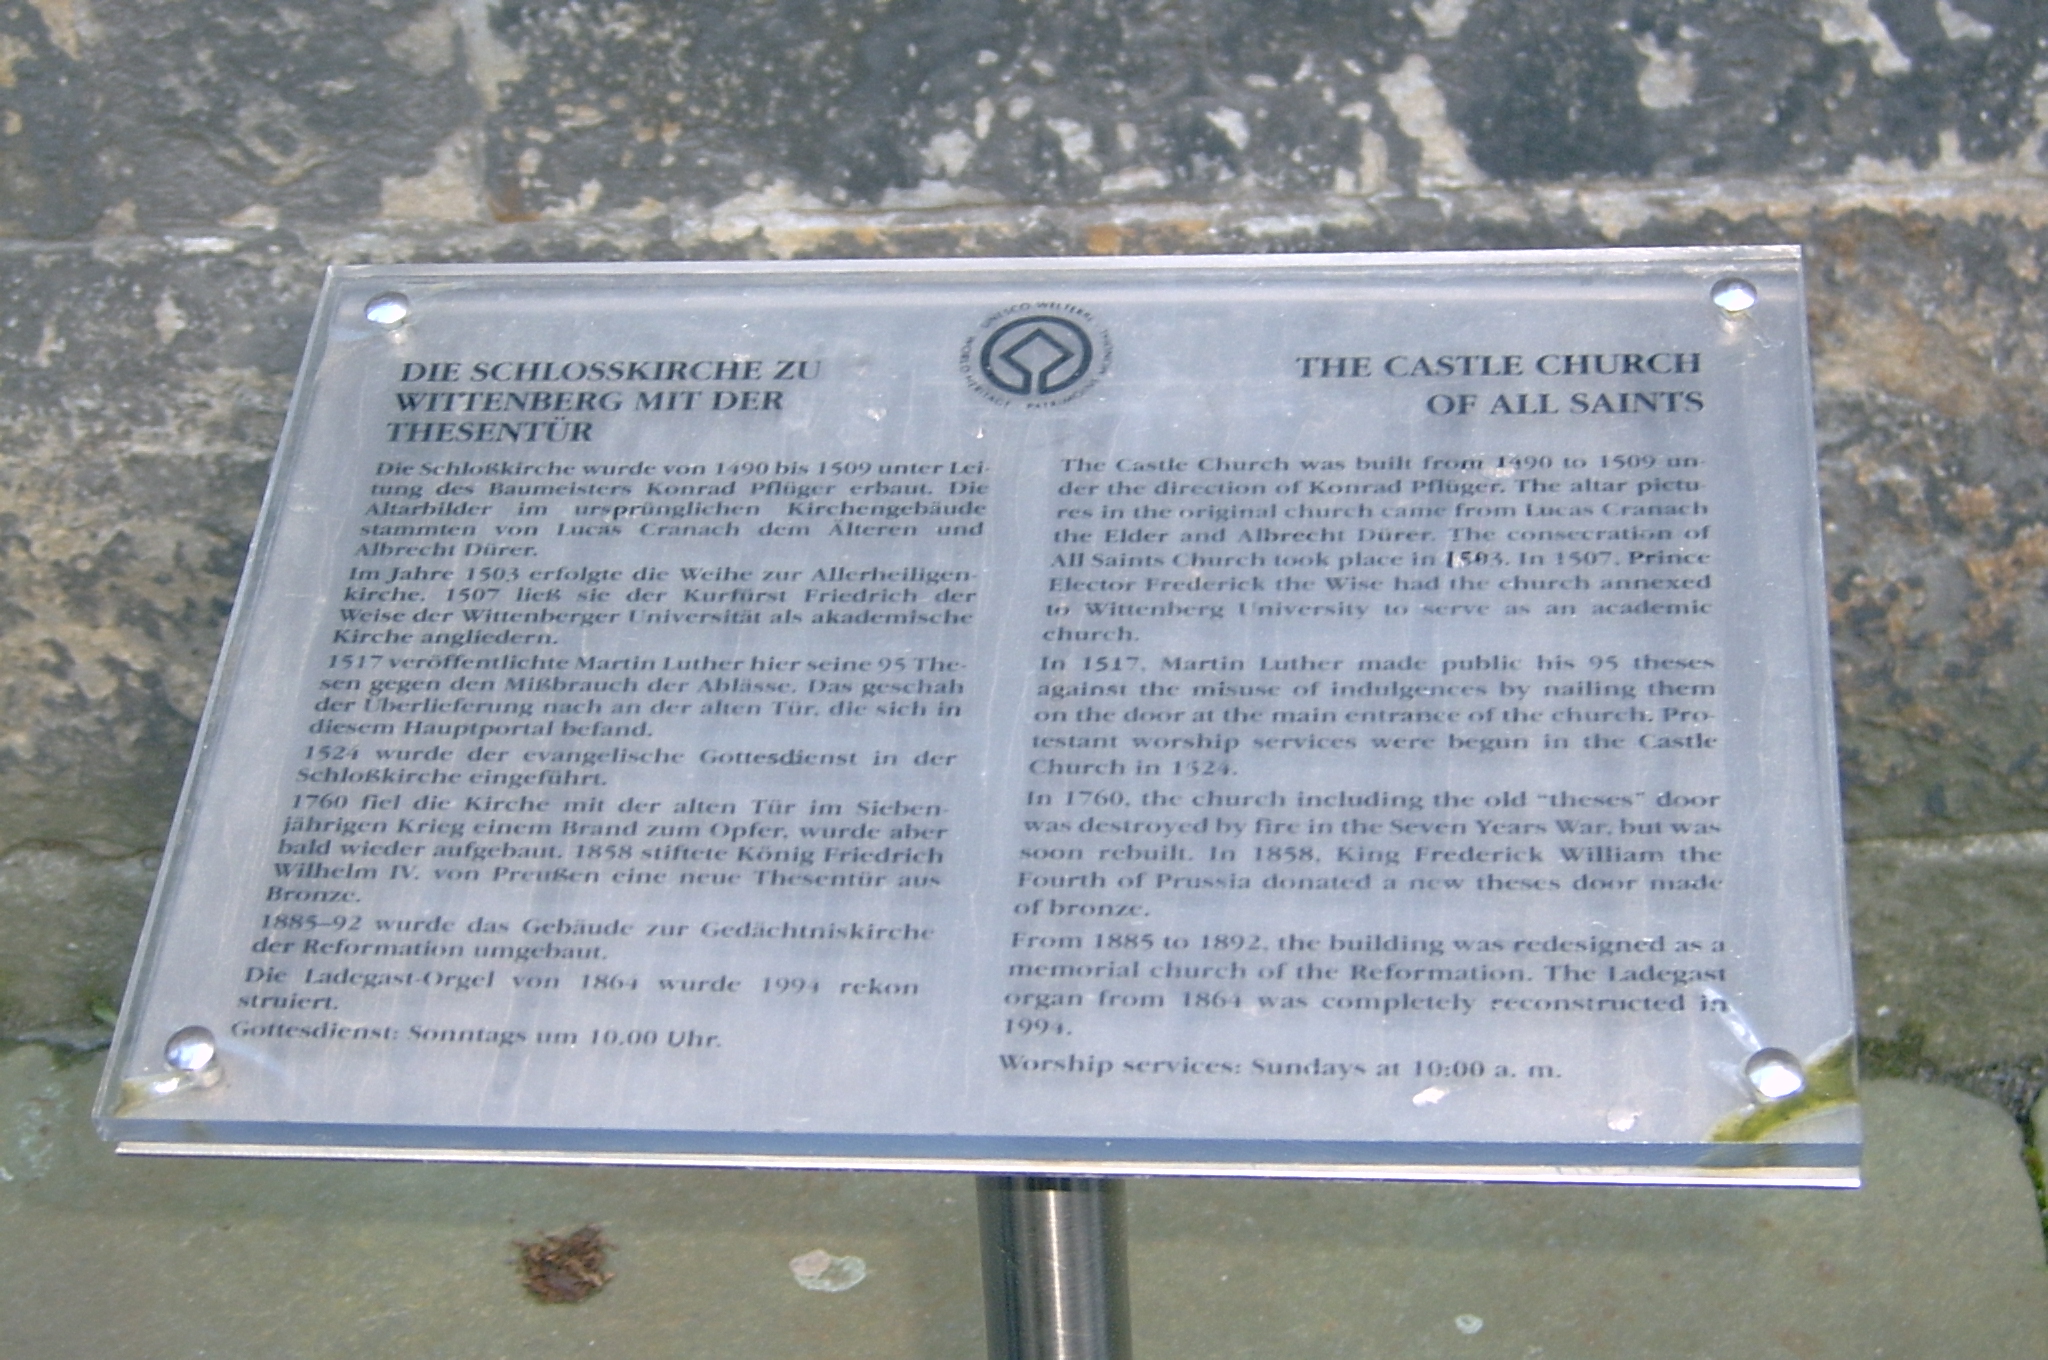 UNESCO-WELTERBE
WORLD HERITAGE
PATRIMOINE MONDIAL
DIE SCHLOSSKIRCHE ZU
WITTENBERG MIT DER
THESENTÜR
Die Schloßkirche wurde von 1490 bis 1509 unter Lei-
tung des Baumeisters Konrad Pflüger erbaut. Die
Altarbilder im ursprünglichen Kirchengebäude
stammten von Lucas Cranach dem Älteren und
Albrecht Dürer.
Im Jahre 1503 erfolgte die Weihe zur Allerheiligen-
kirche. 1507 ließ sie der Kurfürst Friedrich der
Weise der Wittenberger Universität als akademische
Kirche angliedern.
1517 veröffentlichte Martin Luther hier seine 95 The-
sen gegen den Mißbrauch der Ablässe. Das geschah
der Überlieferung nach an der alten Tür, die sich in
diesem Hauptportal befand.
1524 wurde der evangelische Gottesdienst in der
Schloßkirche eingeführt.
1760 fiel die Kirche mit der alten Tür im Sieben-
jährigen Krieg einem Brand zum Opfer, wurde aber
bald wieder aufgebaut. 1858 stiftete König Friedrich
Wilhelm IV. von Preußen eine neue Thesentür aus
Bronze.
1885–92 wurde das Gebäude zur Gedächtniskirche
der Reformation umgebaut.
Die Ladegast-Orgel von 1864 wurde 1994 rekon
struiert.
Gottesdienst: Sonntags um 10.00 Uhr.
THE CASTLE CHURCH
OF ALL SAINTS
The Castle Church was built from 1490 to 1509 un-
der the direction of Konrad Pflüger. The altar pictu-
res in the original church came from Lucas Cranach
the Elder and Albrecht Dürer. The consecration of
All Saints Church took place in 1503. In 1507, Prince
Elector Frederick the Wise had the church annexed
to Wittenberg University to serve as an academic
church.
In 1517, Martin Luther made public his 95 theses
against the misuse of indulgences by nailing them
on the door at the main entrance of the church. Pro-
testant worship services were begun in the Castle
Church in 1524.
In 1760, the church including the old "theses" door
was destroyed by fire in the Seven Years War, but was
soon rebuilt. In 1858, King Frederick William the
Fourth of Prussia donated a new theses door made
of bronze.
From 1885 to 1892, the building was redesigned as a
memorial church of the Reformation. The Ladegast
organ from 1864 was completely reconstructed in
1994.
Worship services: Sundays at 10:00 a. m.